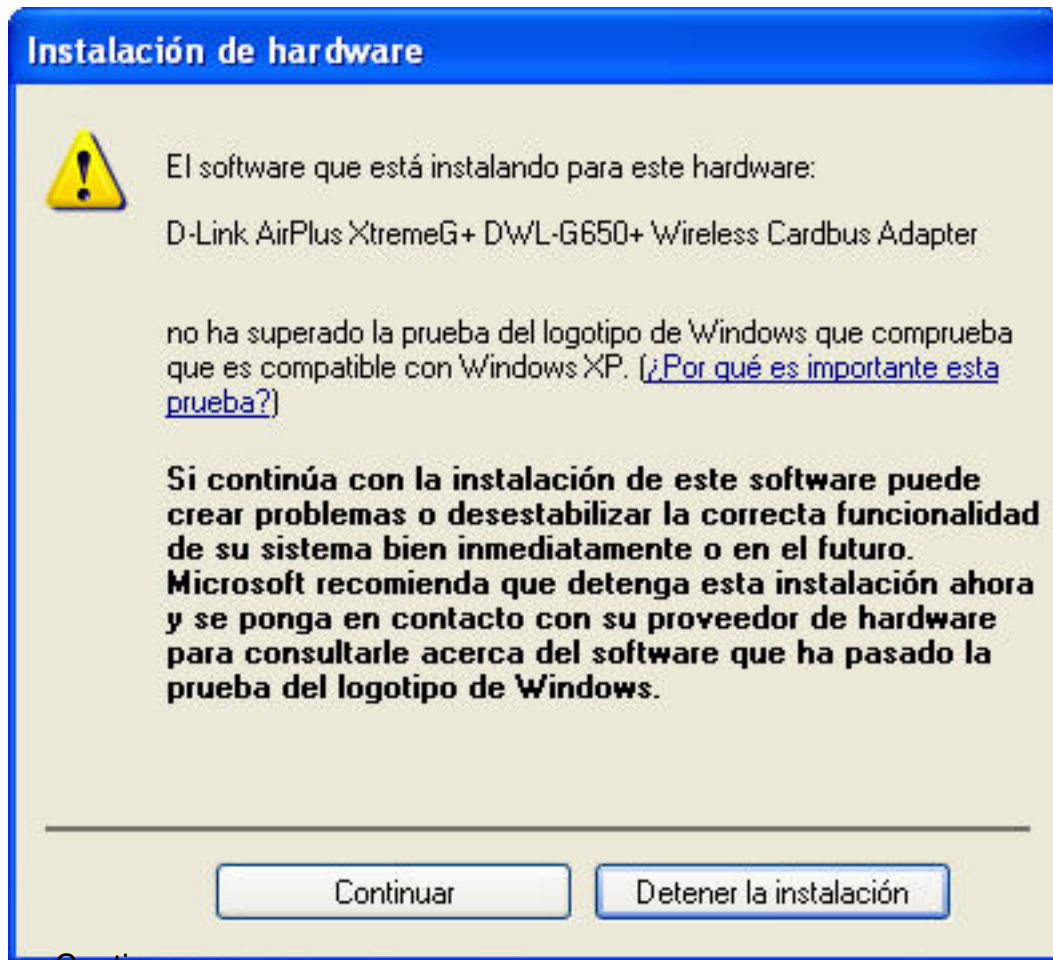 Instalación de hardware
El software que está instalando para este hardware:
D-Link AirPlus XtremeG+ DWL-G650+ Wireless Cardbus Adapter
no ha superado la prueba del logotipo de Windows que comprueba
que es compatible con Windows XP. (¿Por qué es importante esta
prueba?)
Si continúa con la instalación de este software puede
crear problemas o desestabilizar la correcta funcionalidad
de su sistema bien inmediatamente o en el futuro.
Microsoft recomienda que detenga esta instalación ahora
y se ponga en contacto con su proveedor de hardware
para consultarle acerca del software que ha pasado la
prueba del logotipo de Windows.
Continuar
Detener la instalación